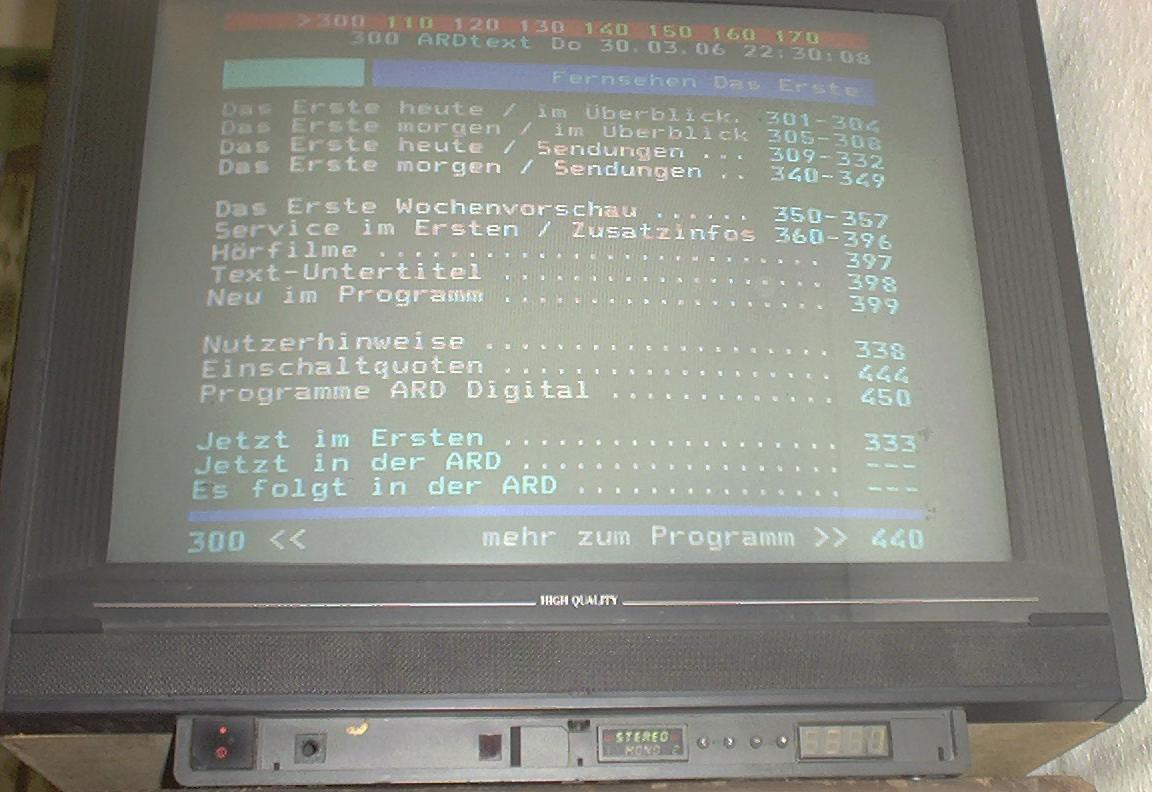 >300 110 120 130 140 150 160 170
300 ARDtext Do 30.03.06 22:30:08
Fernsehen Das Erste
Das Erste heute / im Überblick. .301-304
Das Erste morgen / im Überblick 305-308
Das Erste heute / Sendungen ... 309-332
Das Erste morgen / Sendungen .. 340-349
Das Erste Wochenvorschau ...... 350-357
Service im Ersten / Zusatzinfos 360-396
Hörfilme ......................... 397
Text-Untertitel .................. 398
Neu im Programm .................. 399
Nutzerhinweise ................... 338
Einschaltquoten .................. 444
Programme ARD Digital ............ 450
Jetzt im Ersten .................. 333
Jetzt in der ARD ................. ---
Es folgt in der ARD .............. ---
300 << mehr zum Programm >> 440
HIGH QUALITY
STEREO
1 MONO 2